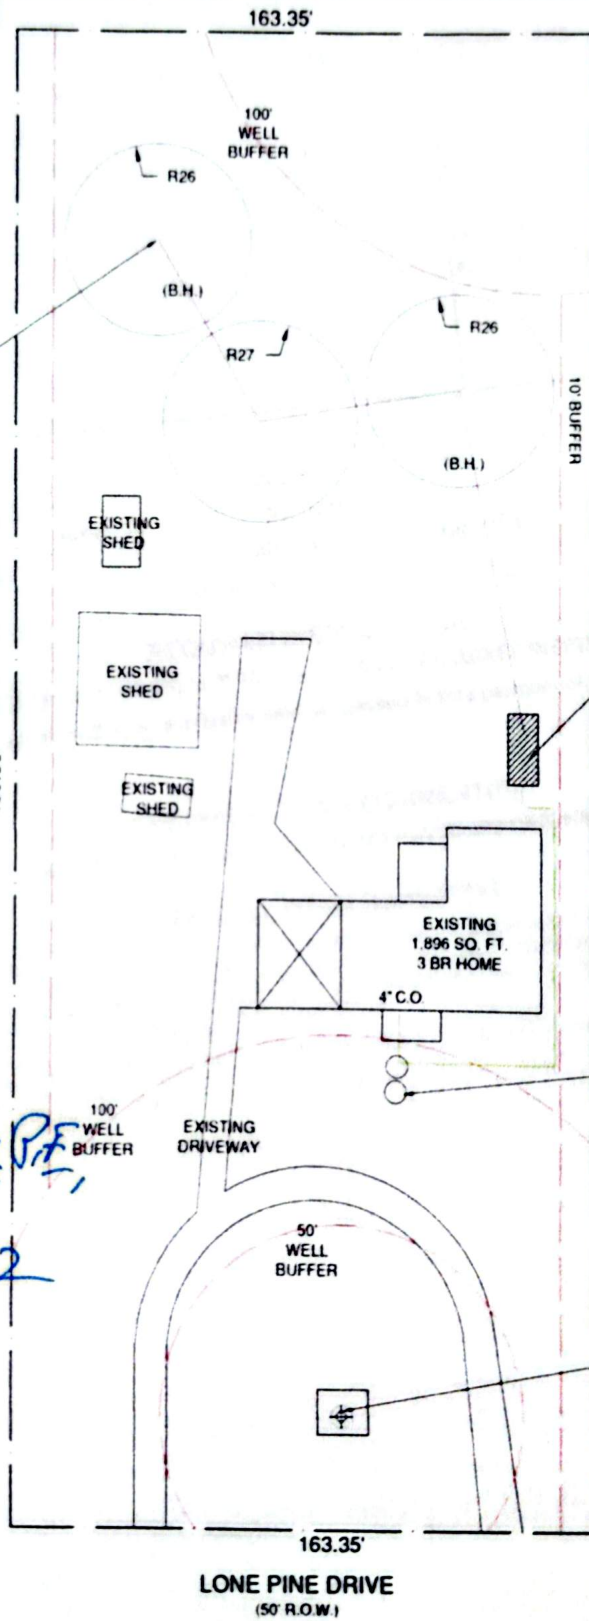 163.35'
100'
WELL
BUFFER
R26
(B.H.)
R26
R27
10' BUFFER
(B.H.)
EXISTING
SHED
EXISTING
SHED
EXISTING
SHED
EXISTING
1,896 SQ. FT.
3 BR HOME
4" C.O.
100'
WELL
BUFFER
EXISTING
DRIVEWAY
P.F.,
2
50'
WELL
BUFFER
163.35'
LONE PINE DRIVE
(50' R.O.W.)